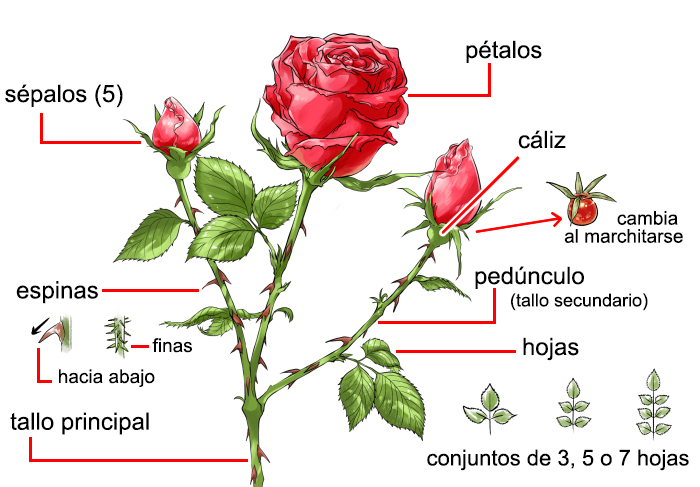 pétalos
sépalos (5)
cáliz
cambia
al marchitarse
pedúnculo
(tallo secundario)
espinas
finas
hacia abajo
hojas
tallo principal
conjuntos de 3, 5 o 7 hojas